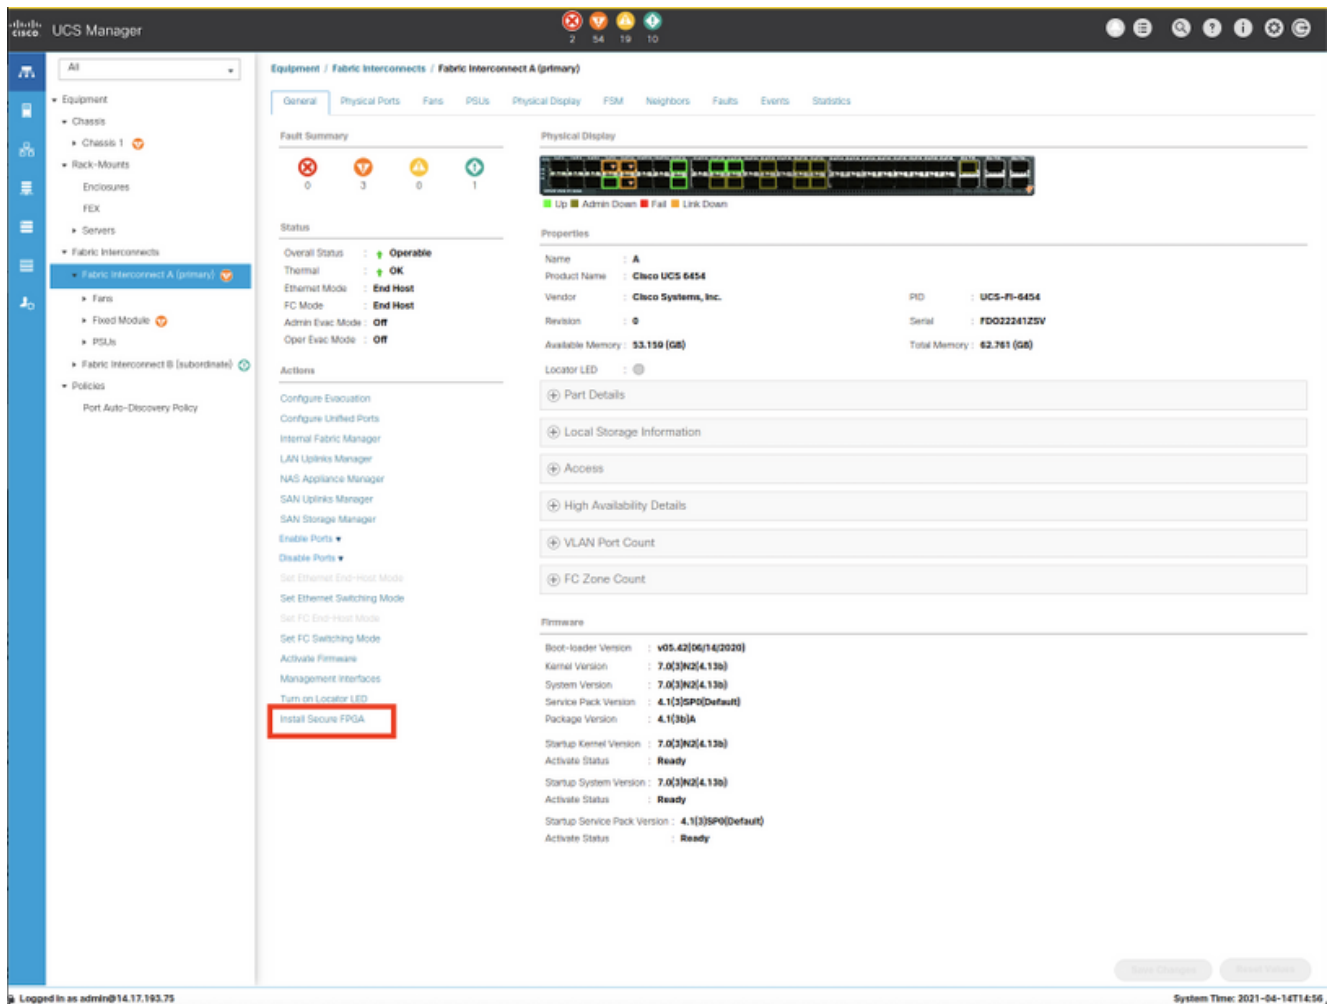 cisco UCS Manager
2 54 19 10
All
Equipment
Chassis
Chassis 1
Rack-Mounts
Enclosures
FEX
Servers
Fabric Interconnects
Fabric Interconnect A (primary)
Fans
Fixed Module
PSUs
Fabric Interconnect B (subordinate)
Policies
Port Auto-Discovery Policy
Equipment / Fabric Interconnects / Fabric Interconnect A (primary)
General Physical Ports Fans PSUs Physical Display FSM Neighbors Faults Events Statistics
Fault Summary
0 3 0 1
Status
Overall Status : Operable
Thermal : OK
Ethernet Mode : End Host
FC Mode : End Host
Admin Evac Mode : Off
Oper Evac Mode : Off
Actions
Configure Evacuation
Configure Unified Ports
Internal Fabric Manager
LAN Uplinks Manager
NAS Appliance Manager
SAN Uplinks Manager
SAN Storage Manager
Enable Ports
Disable Ports
Set Ethernet End-Host Mode
Set Ethernet Switching Mode
Set FC End-Host Mode
Set FC Switching Mode
Activate Firmware
Management Interfaces
Turn on Locator LED
Install Secure FPGA
Physical Display
Up Admin Down Fail Link Down
Properties
Name : A
Product Name : Cisco UCS 6454
Vendor : Cisco Systems, Inc. PID : UCS-FI-6454
Revision : 0 Serial : FDO22241ZSV
Available Memory : 53.159 (GB) Total Memory : 62.761 (GB)
Locator LED :
Part Details
Local Storage Information
Access
High Availability Details
VLAN Port Count
FC Zone Count
Firmware
Boot-loader Version : v05.42(06/14/2020)
Kernel Version : 7.0(3)N2(4.13b)
System Version : 7.0(3)N2(4.13b)
Service Pack Version : 4.1(3)SP0(Default)
Package Version : 4.1(3b)A
Startup Kernel Version : 7.0(3)N2(4.13b)
Activate Status : Ready
Startup System Version : 7.0(3)N2(4.13b)
Activate Status : Ready
Startup Service Pack Version : 4.1(3)SP0(Default)
Activate Status : Ready
Save Changes Reset Values
Logged in as admin@14.17.193.75
System Time: 2021-04-14T14:56